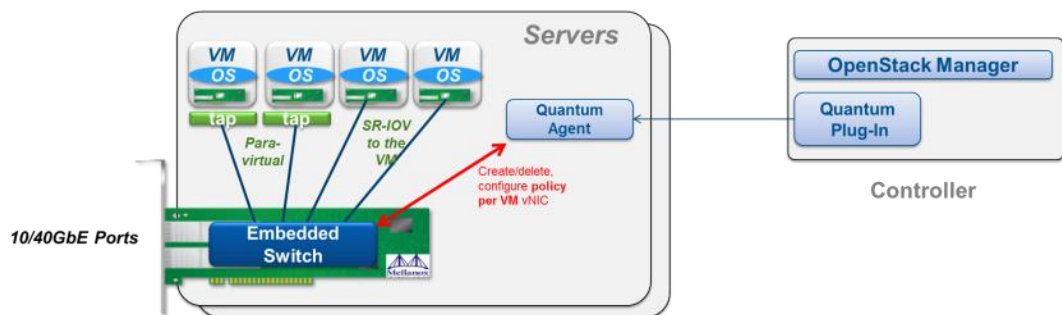 Servers
VM
OS
VM
OS
VM
OS
VM
OS
tap
tap
Para-
virtual
SR-IOV
to the
VM
Quantum
Agent
Create/delete,
configure policy
per VM vNIC
10/40GbE Ports
Embedded
Switch
Mellanox
OpenStack Manager
Quantum
Plug-In
Controller